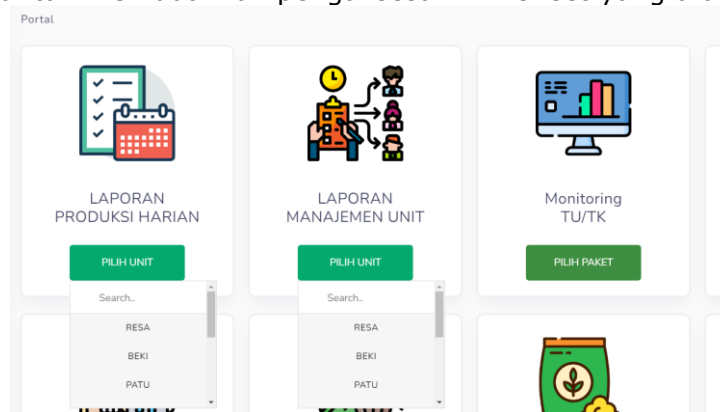 Portal
LAPORAN
PRODUKSI HARIAN
PILIH UNIT
Search..
RESA
BEKI
PATU
LAPORAN
MANAJEMEN UNIT
PILIH UNIT
Search..
RESA
BEKI
PATU
Monitoring
TU/TK
PILIH PAKET